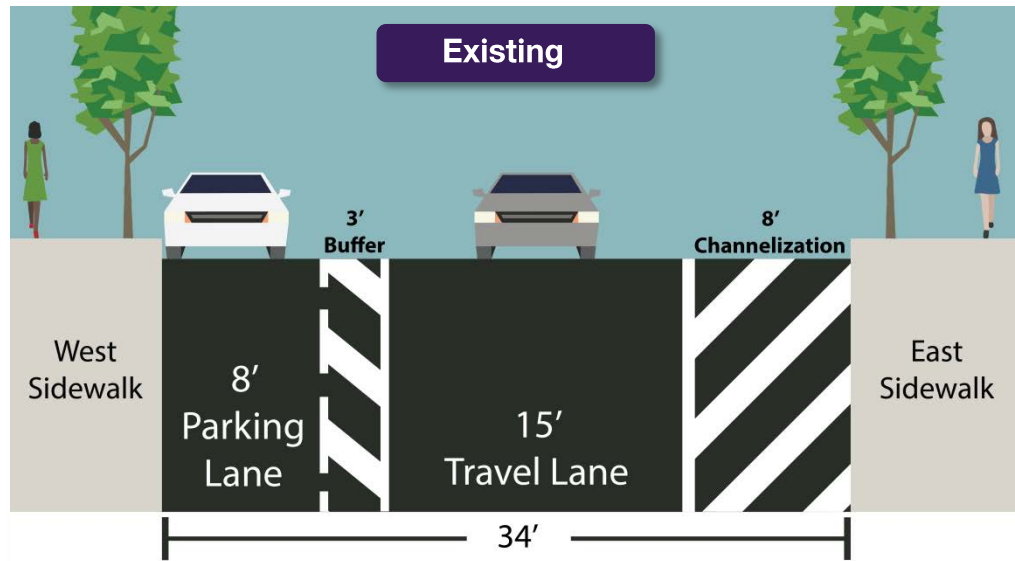 Existing
3’
Buffer
8’
Channelization
West
Sidewalk
8’
Parking
Lane
15’
Travel Lane
East
Sidewalk
34’